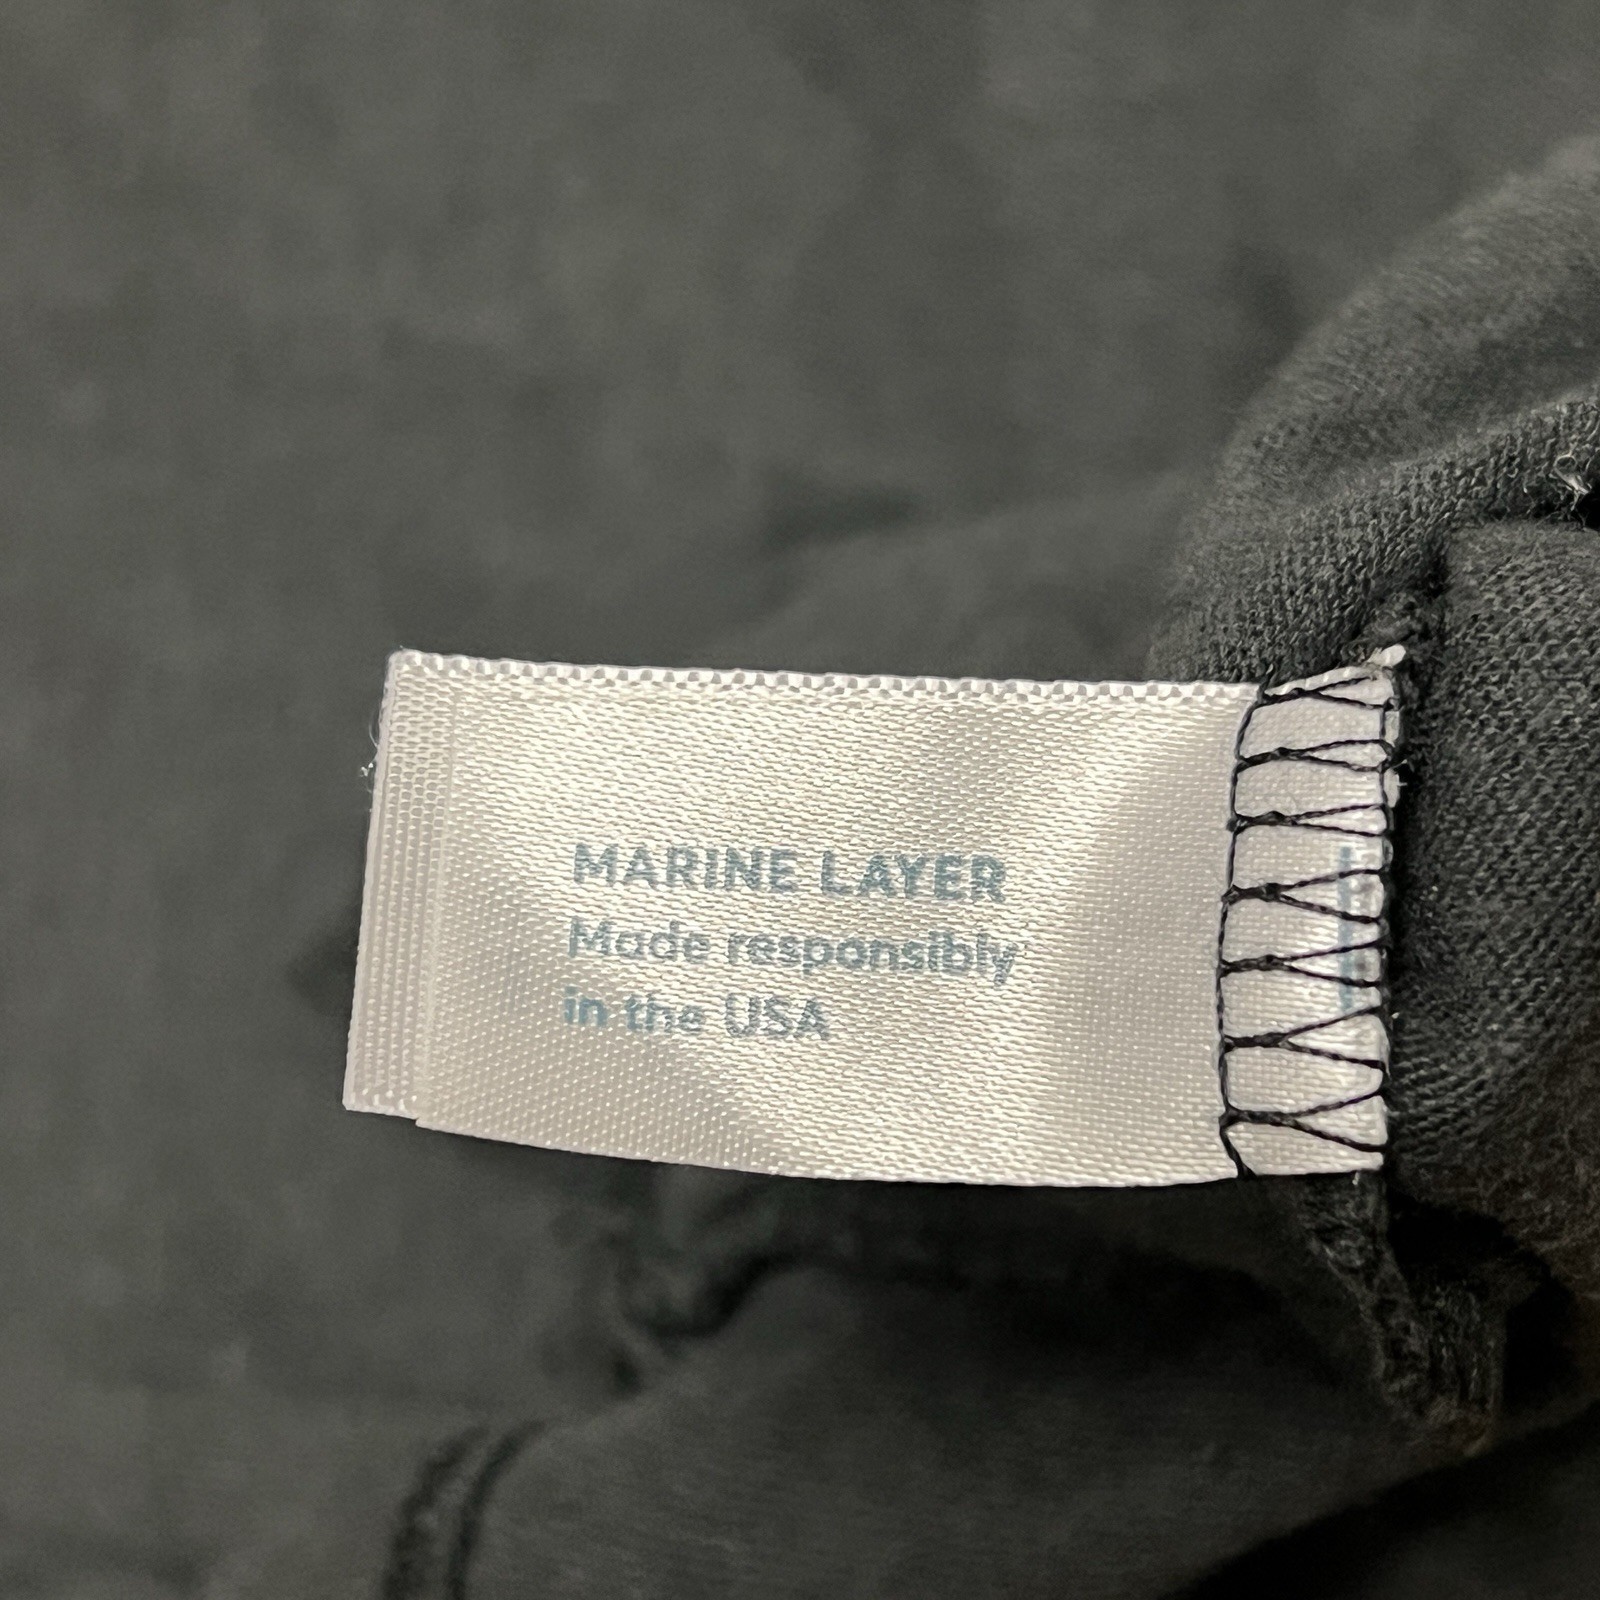 MARINE LAYER
Made responsibly
in the USA